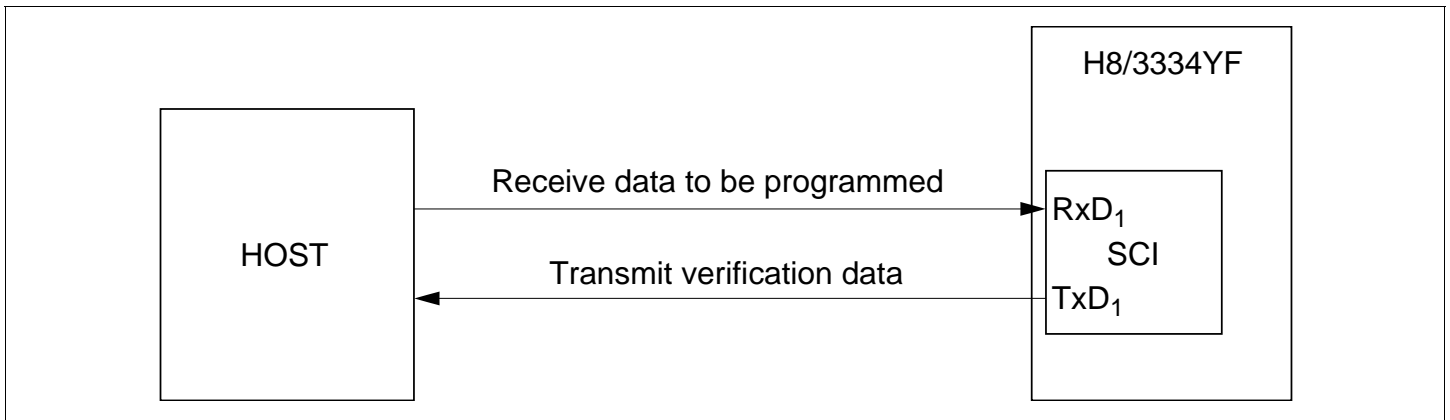 H8/3334YF
Receive data to be programmed
RxD₁
HOST
SCI
Transmit verification data
TxD₁